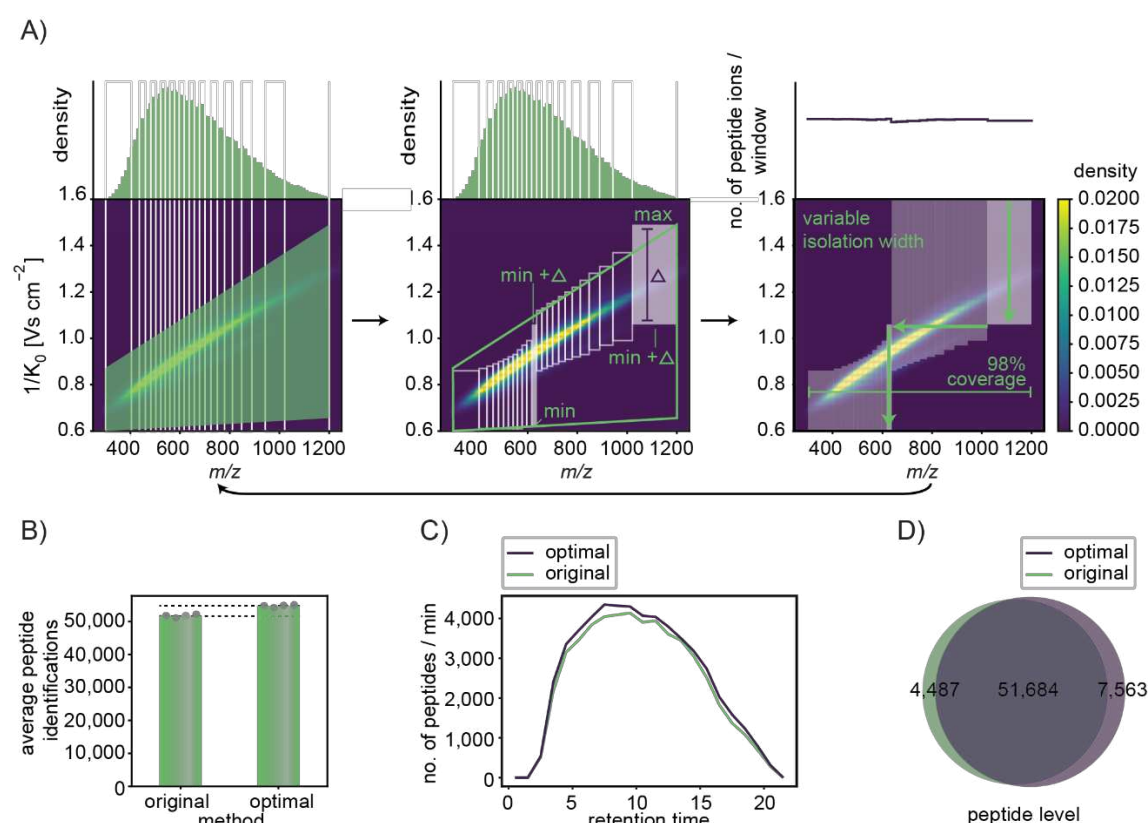 A)
density
1.6
1.4
1.2
1.0
0.8
0.6
1/K0 [Vs cm−2]
400 600 800 1000 1200
m/z
density
1.6
1.4
1.2
1.0
0.8
0.6
max
min +△
△
min +△
min
400 600 800 1000 1200
m/z
no. of peptide ions /
window
1.6
1.4
1.2
1.0
0.8
0.6
variable
isolation width
98%
coverage
400 600 800 1000 1200
m/z
density
0.0200
0.0175
0.0150
0.0125
0.0100
0.0075
0.0050
0.0025
0.0000
B)
average peptide
identifications
50,000
40,000
30,000
20,000
10,000
0
original optimal
method
C)
optimal
original
no. of peptides / min
4,000
3,000
2,000
1,000
0
0 5 10 15 20
retention time
D)
optimal
original
4,487 51,684 7,563
peptide level